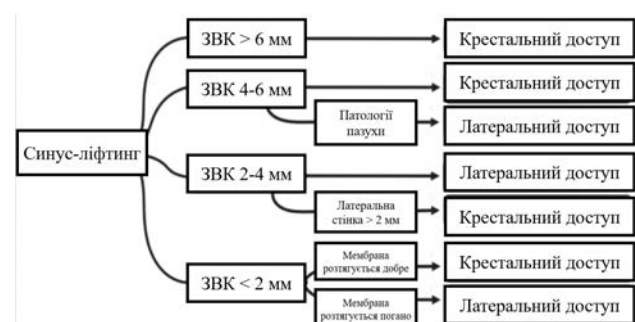 Синус-ліфтинг
ЗВК > 6 мм
Крестальний доступ
ЗВК 4-6 мм
Крестальний доступ
Патології
пазухи
Латеральний доступ
ЗВК 2-4 мм
Латеральний доступ
Латеральна
стінка > 2 мм
Крестальний доступ
ЗВК < 2 мм
Мембрана
розтягується добре
Крестальний доступ
Мембрана
розтягується погано
Латеральний доступ